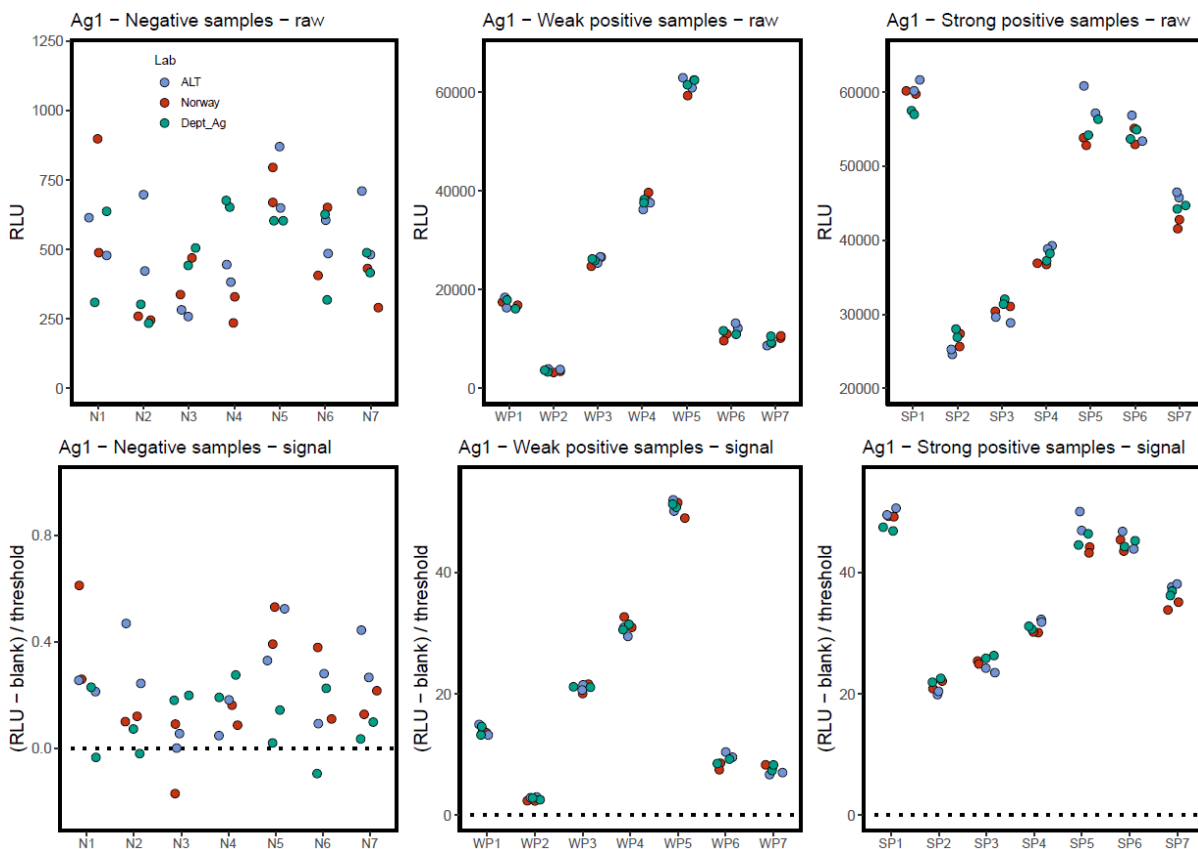 Ag1 − Negative samples − raw
1250
1000
750
500
250
0
RLU
Lab
ALT
Norway
Dept_Ag
N1 N2 N3 N4 N5 N6 N7
Ag1 − Weak positive samples − raw
60000
40000
20000
0
RLU
WP1 WP2 WP3 WP4 WP5 WP6 WP7
Ag1 − Strong positive samples − raw
60000
50000
40000
30000
20000
RLU
SP1 SP2 SP3 SP4 SP5 SP6 SP7
Ag1 − Negative samples − signal
0.8
0.4
0.0
(RLU − blank) / threshold
N1 N2 N3 N4 N5 N6 N7
Ag1 − Weak positive samples − signal
40
20
0
(RLU − blank) / threshold
WP1 WP2 WP3 WP4 WP5 WP6 WP7
Ag1 − Strong positive samples − signal
40
20
0
(RLU − blank) / threshold
SP1 SP2 SP3 SP4 SP5 SP6 SP7